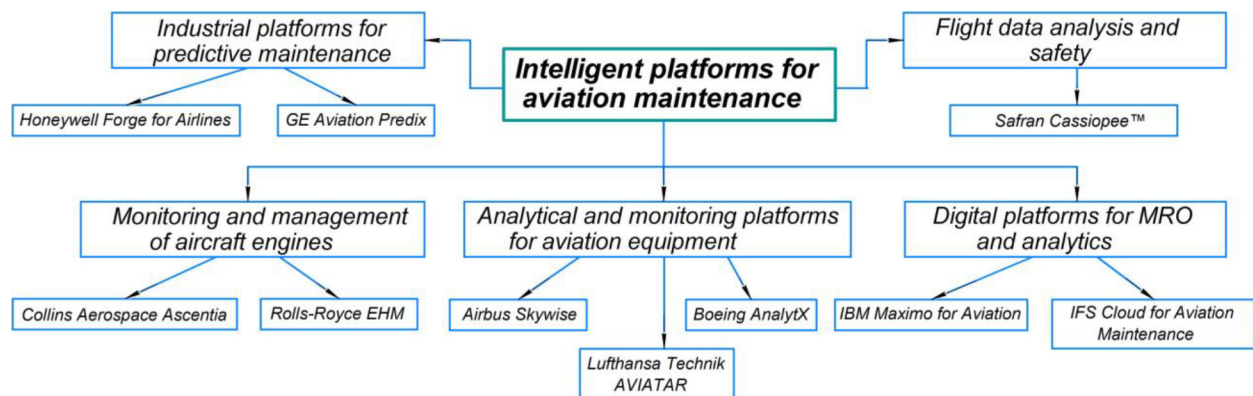 Industrial platforms for
predictive maintenance
Intelligent platforms for
aviation maintenance
Flight data analysis and
safety
Honeywell Forge for Airlines
GE Aviation Predix
Safran Cassiopee™
Monitoring and management
of aircraft engines
Analytical and monitoring platforms
for aviation equipment
Digital platforms for MRO
and analytics
Collins Aerospace Ascentia
Rolls-Royce EHM
Airbus Skywise
Boeing AnalytX
IBM Maximo for Aviation
IFS Cloud for Aviation
Maintenance
Lufthansa Technik
AVIATAR